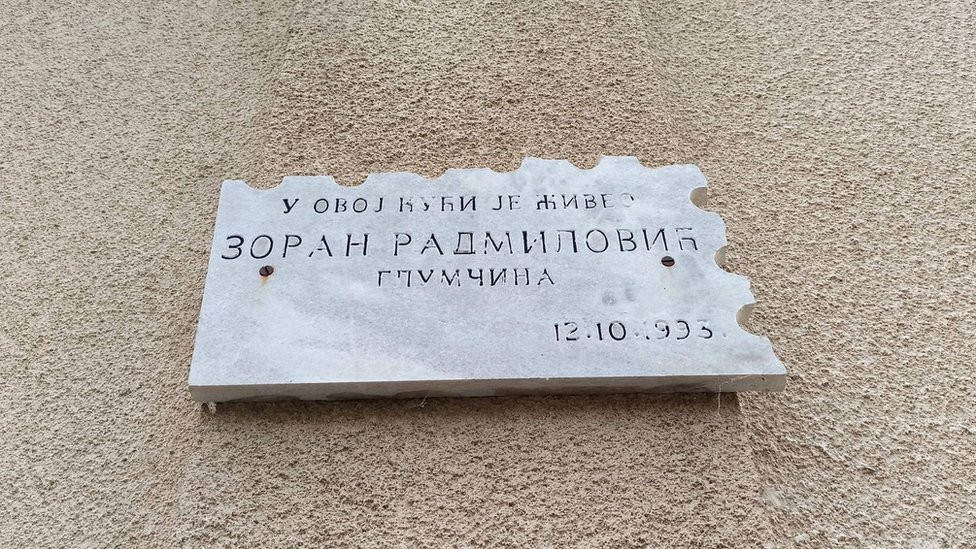 У ОВОЈ КУЋИ ЈЕ ЖИВЕО
ЗОРАН РАДМИЛОВИЋ
ГЛУМЧИНА
12.10.1993.